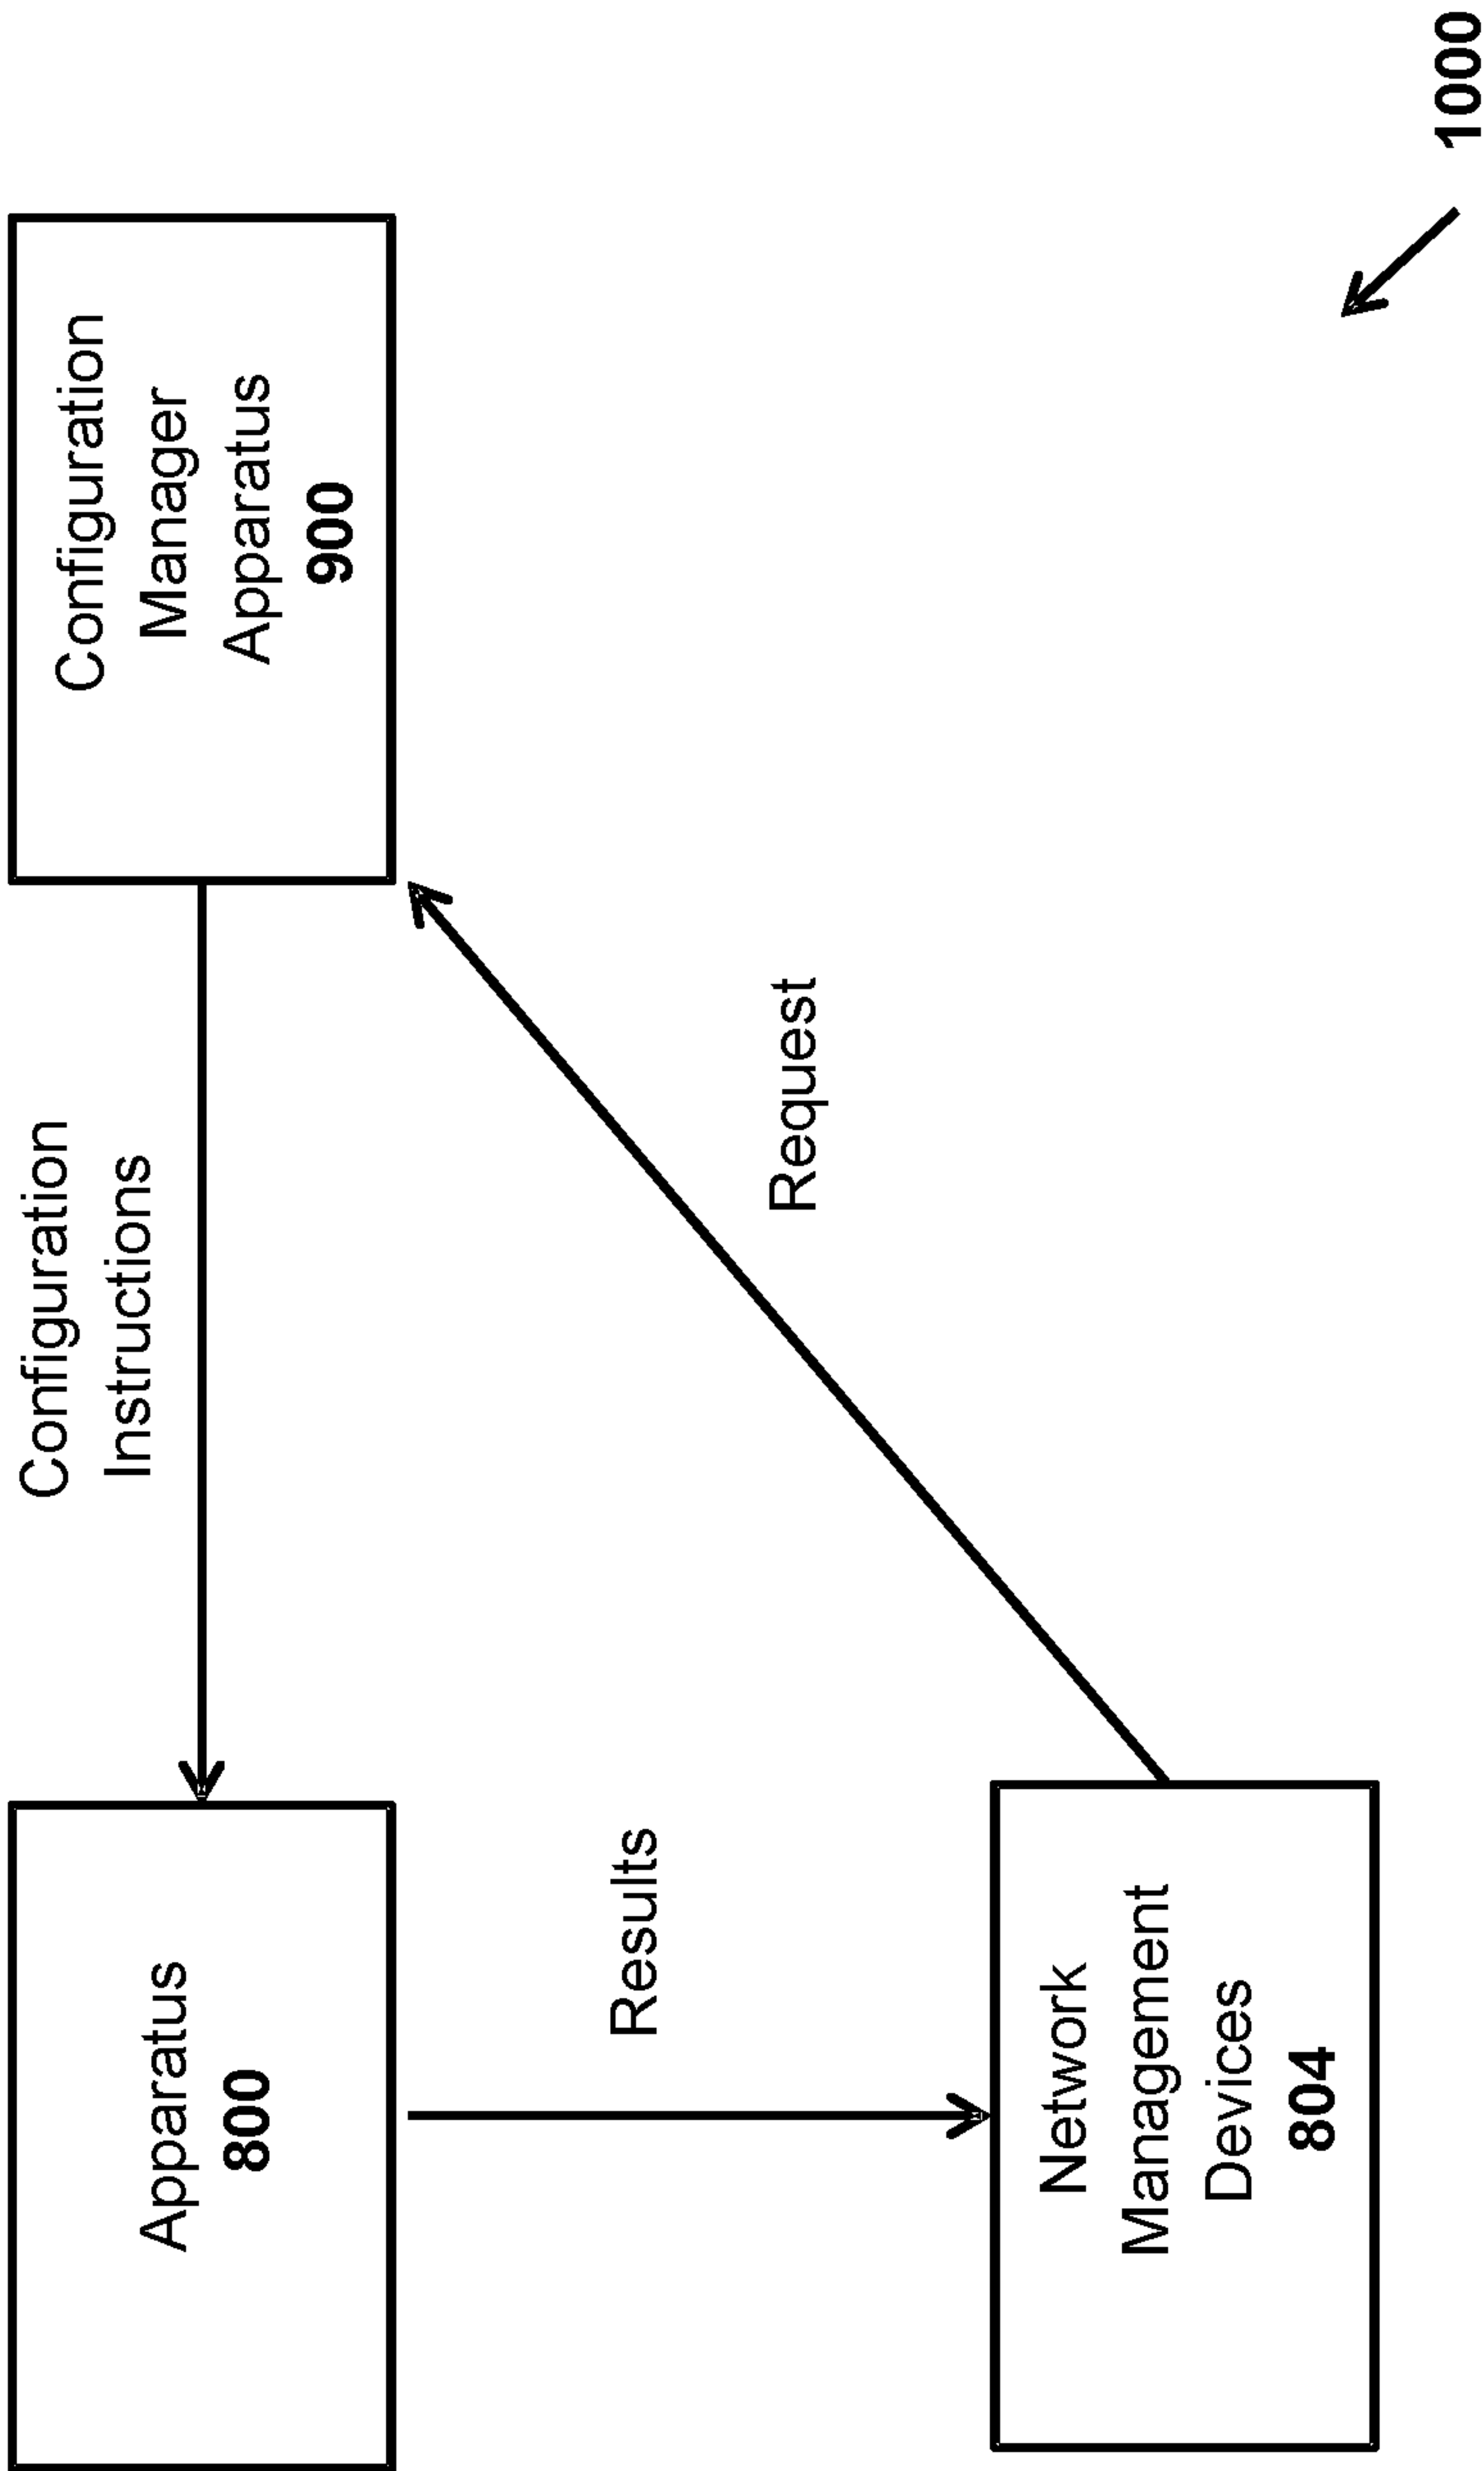 Apparatus
800
Configuration
Instructions
Configuration
Manager
Apparatus
900
Results
Request
Network
Management
Devices
804
1000